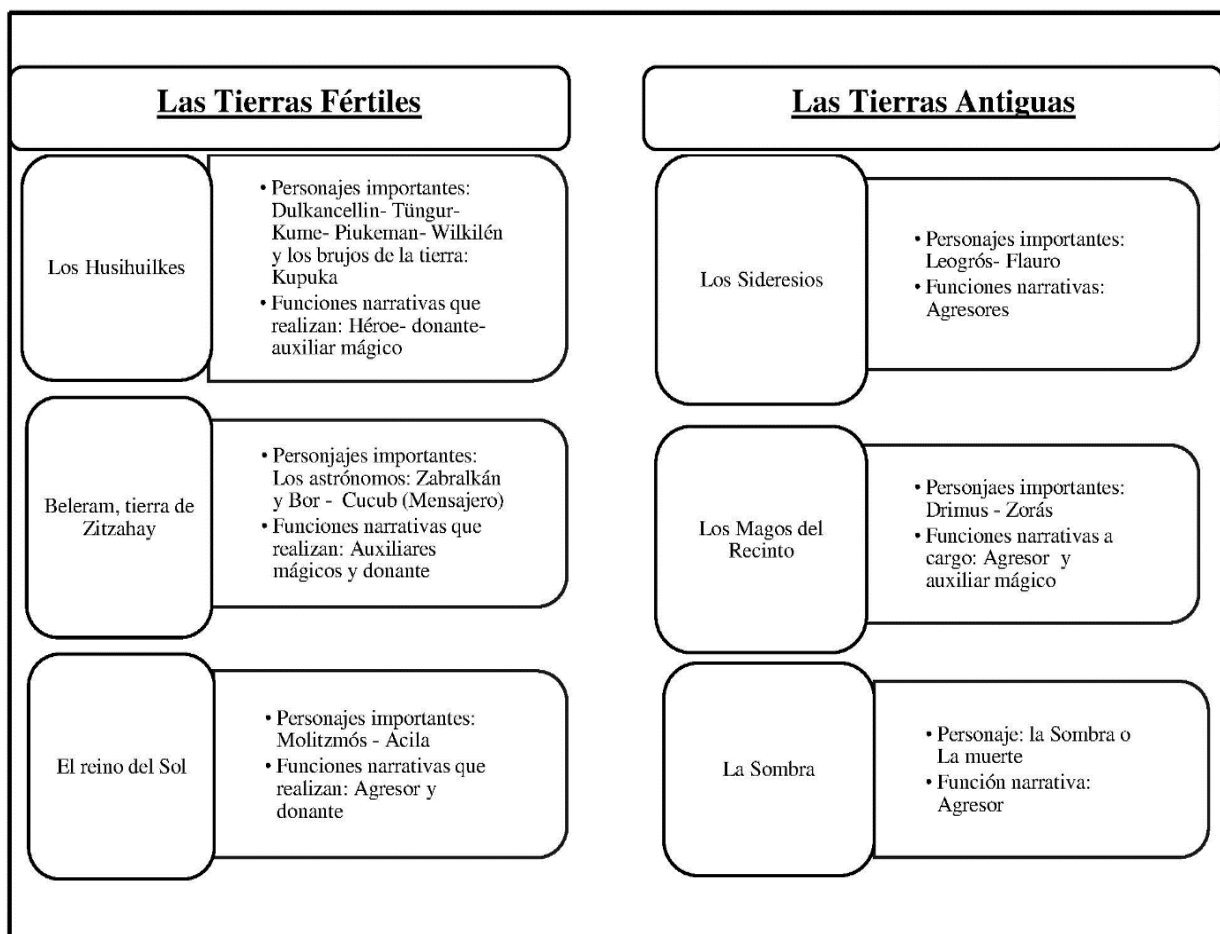 Las Tierras Fértiles
Los Husihuilkes
• Personajes importantes:
Dulkancellin- Tüngur-
Kume- Piukeman- Wilkilén
y los brujos de la tierra:
Kupuka
• Funciones narrativas que
realizan: Héroe- donante-
auxiliar mágico
Beleram, tierra de
Zitzahay
• Personjajes importantes:
Los astrónomos: Zabralkán
y Bor - Cucub (Mensajero)
• Funciones narrativas que
realizan: Auxiliares
mágicos y donante
El reino del Sol
• Personajes importantes:
Molitzmós - Acila
• Funciones narrativas que
realizan: Agresor y
donante
Las Tierras Antiguas
Los Sideresios
• Personajes importantes:
Leogrós- Flauro
• Funciones narrativas:
Agresores
Los Magos del
Recinto
• Personjaes importantes:
Drimus - Zorás
• Funciones narrativas a
cargo: Agresor y
auxiliar mágico
La Sombra
• Personaje: la Sombra o
La muerte
• Función narrativa:
Agresor